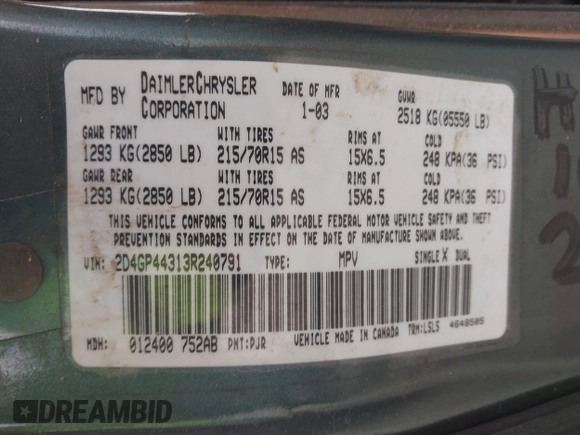 MFD BY DAIMLERCHRYSLER CORPORATION
DATE OF MFR 1-03
GVWR 2518 KG(05550 LB)
GAWR FRONT WITH TIRES RIMS AT COLD
1293 KG(2850 LB) 215/70R15 AS 15X6.5 248 KPA(36 PSI)
GAWR REAR WITH TIRES RIMS AT COLD
1293 KG(2850 LB) 215/70R15 AS 15X6.5 248 KPA(36 PSI)
THIS VEHICLE CONFORMS TO ALL APPLICABLE FEDERAL MOTOR VEHICLE SAFETY AND THEFT
PREVENTION STANDARDS IN EFFECT ON THE DATE OF MANUFACTURE SHOWN ABOVE.
VIN: 2D4GP44313R240791 TYPE: MPV SINGLE X DUAL
VEHICLE MADE IN CANADA TRM:LSL5 4648505
MDH: 012400 752AB PNT:PJR
DREAMBID